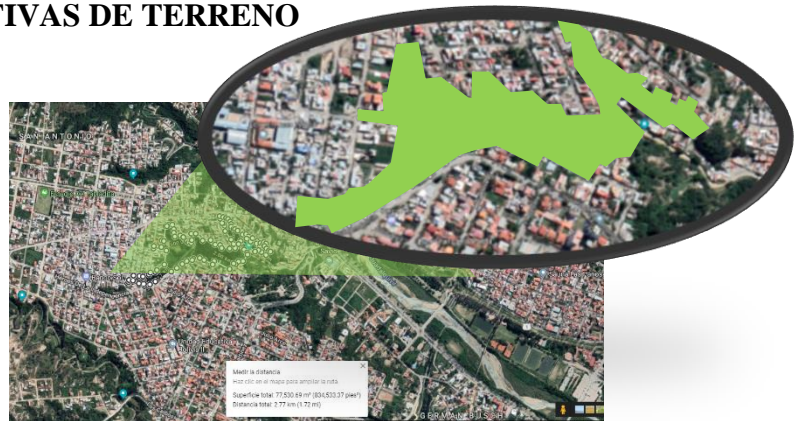 TIVAS DE TERRENO
SAN ANTONIO
Medir la distancia
Haz clic en el mapa para ampliar la ruta
Superficie total: 77,530.69 m² (834,533.37 pies²)
Distancia total: 2.77 km (1.72 mi)
GERMAN BUSCH